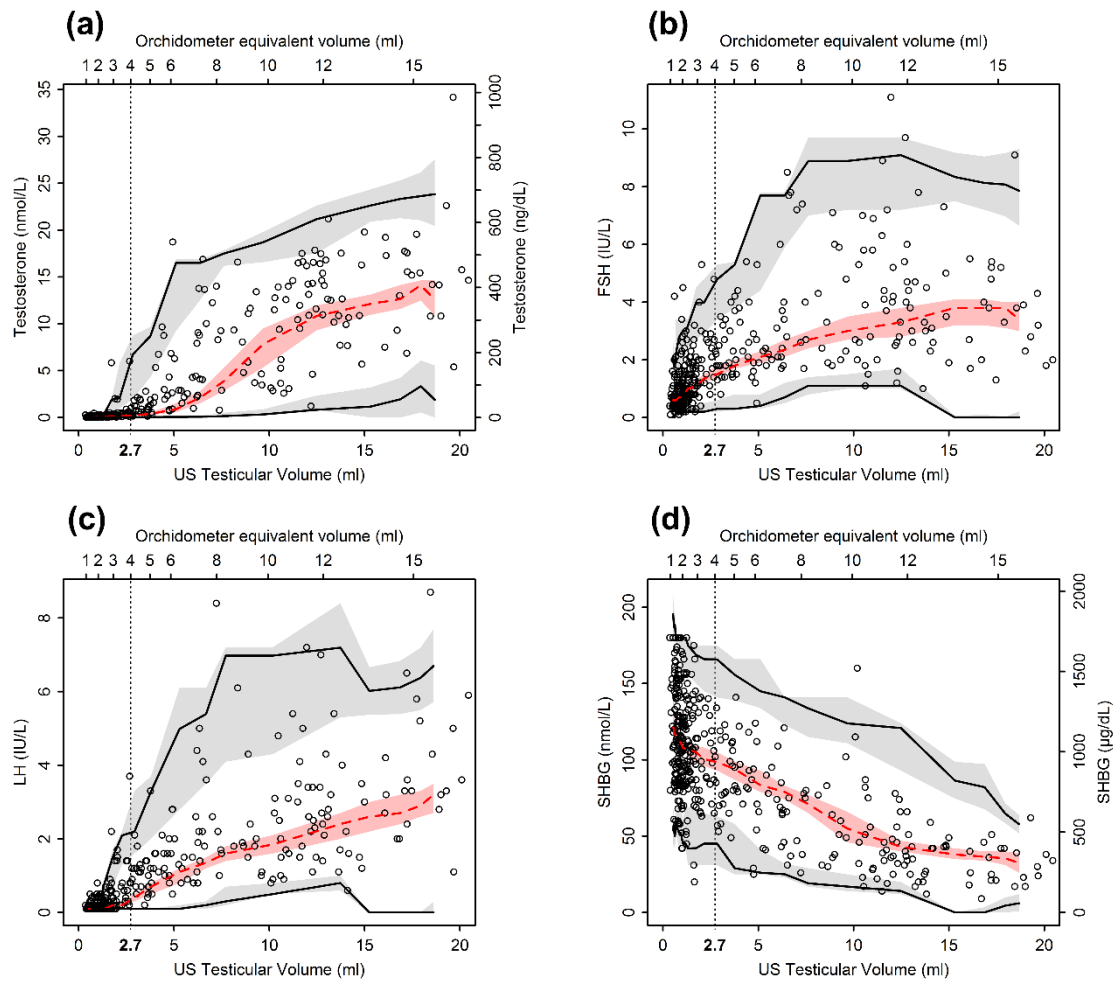 (a)
Orchidometer equivalent volume (ml)
1 2 3 4 5 6 8 10 12 15
Testosterone (nmol/L)
35
30
25
20
15
10
5
0
1000
800
600
400
200
0
Testosterone (ng/dL)
0 2.7 5 10 15 20
US Testicular Volume (ml)
(b)
Orchidometer equivalent volume (ml)
1 2 3 4 5 6 8 10 12 15
FSH (IU/L)
10
8
6
4
2
0
0 2.7 5 10 15 20
US Testicular Volume (ml)
(c)
Orchidometer equivalent volume (ml)
1 2 3 4 5 6 8 10 12 15
LH (IU/L)
8
6
4
2
0
0 2.7 5 10 15 20
US Testicular Volume (ml)
(d)
Orchidometer equivalent volume (ml)
1 2 3 4 5 6 8 10 12 15
SHBG (nmol/L)
200
150
100
50
0
2000
1500
1000
500
0
SHBG (µg/dL)
0 2.7 5 10 15 20
US Testicular Volume (ml)